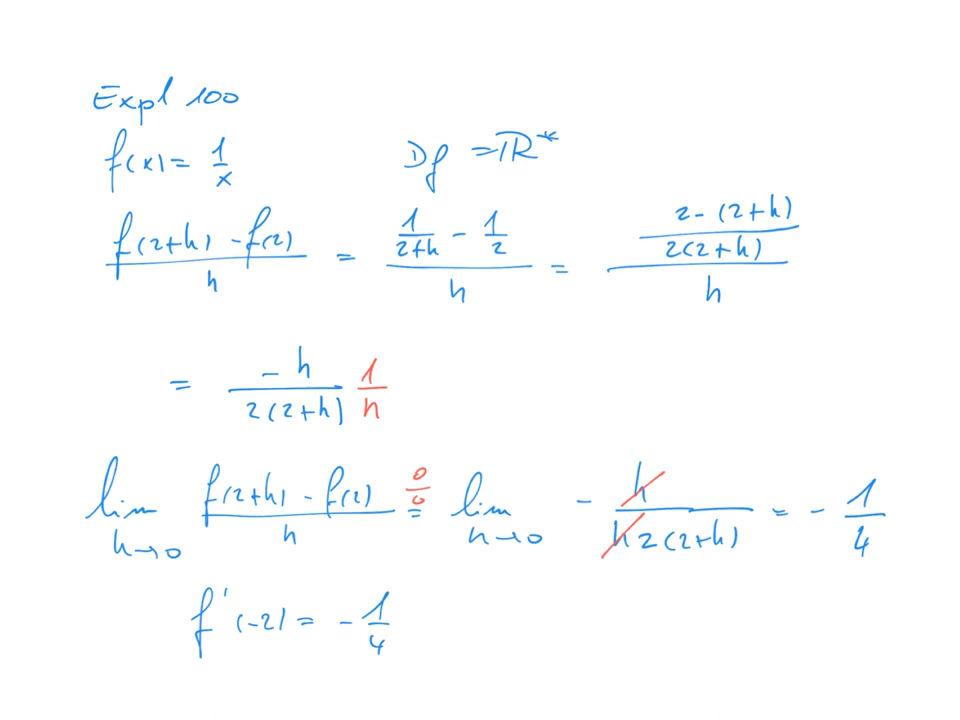 Expl 100
f(x) = 1/x    Df = ℝ*
(f(2+h) - f(2))/h = (1/(2+h) - 1/2)/h = ((2-(2+h))/(2(2+h)))/h
= (-h)/(2(2+h)) 1/h
lim h→0 (f(2+h) - f(2))/h 0/0 = lim h→0 - h/(h2(2+h)) = - 1/4
f'(-2) = - 1/4